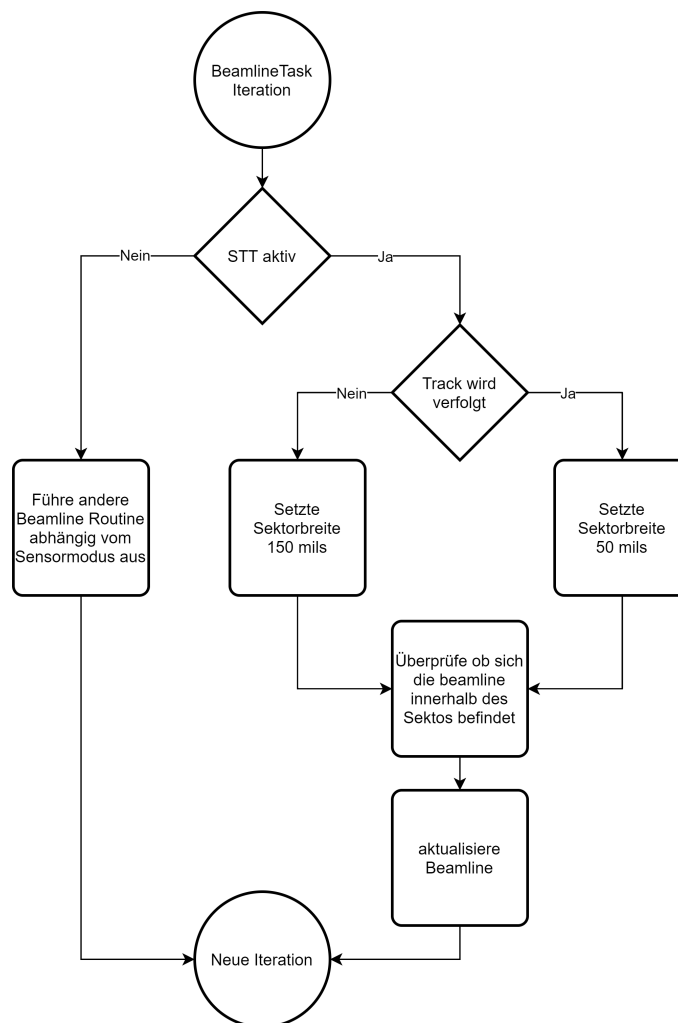 BeamlineTask
Iteration
STT aktiv
Nein
Ja
Track wird
verfolgt
Nein
Ja
Führe andere
Beamline Routine
abhängig vom
Sensormodus aus
Setzte
Sektorbreite
150 mils
Setzte
Sektorbreite
50 mils
Überprüfe ob sich
die beamline
innerhalb des
Sektos befindet
aktualisiere
Beamline
Neue Iteration